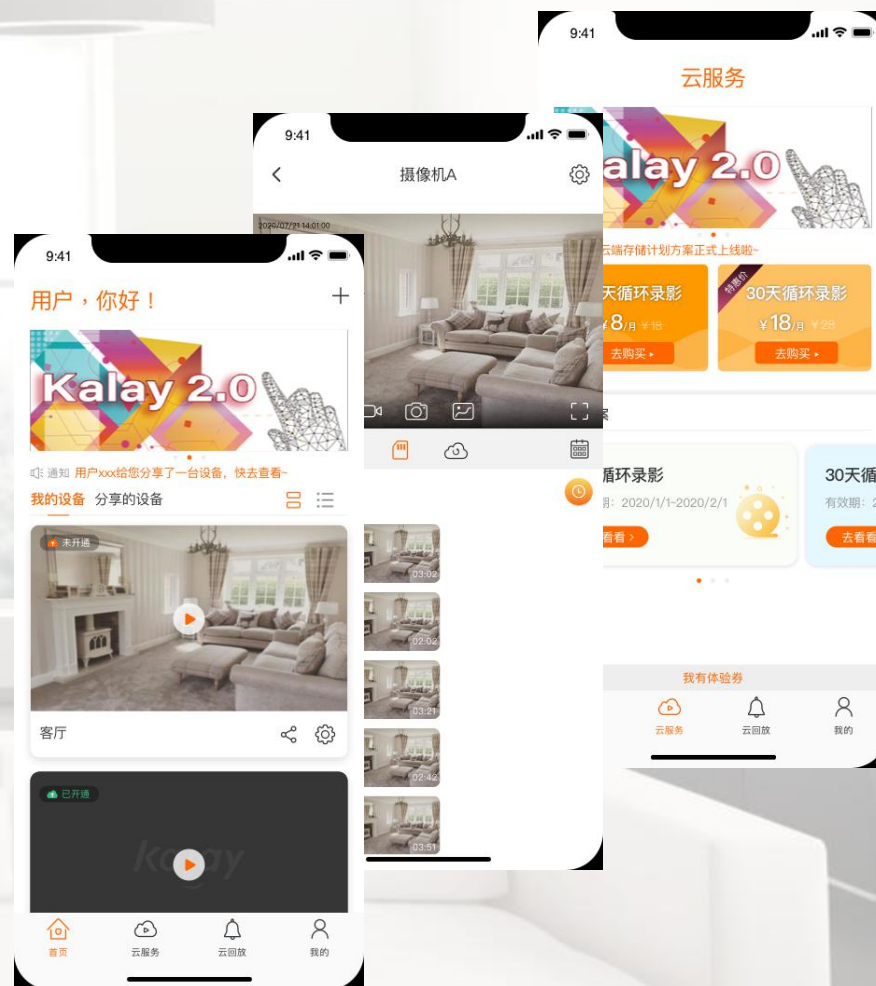 9:41
用户，你好！
Kalay 2.0
通知 用户xxx给您分享了一台设备，快去查看~
我的设备 分享的设备
未开通
客厅
已开通
kalay
首页
云服务
云回放
我的
9:41
摄像机A
2020/07/21 14:01:00
03:02
02:02
03:21
02:42
03:51
9:41
云服务
alay 2.0
云端存储计划方案正式上线啦~
天循环录影
¥8/月 ¥18
去购买
特惠价
30天循环录影
¥18/月 ¥28
去购买
循环录影
期：2020/1/1~2020/2/1
看看
30天循
有效期：2
去看看
我有体验券
云服务
云回放
我的